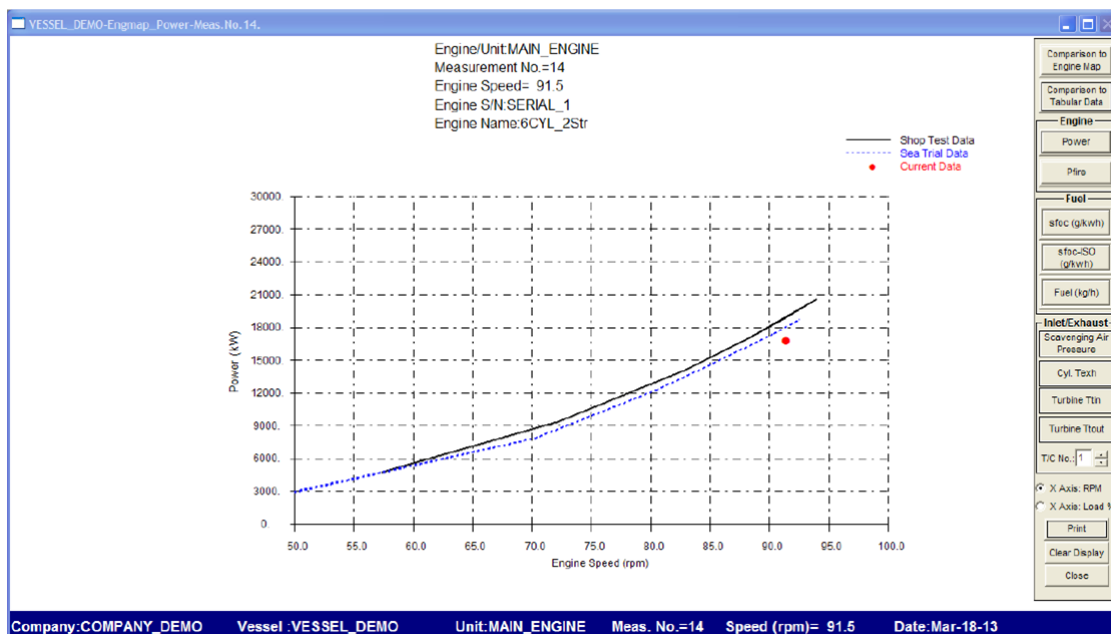 VESSEL_DEMO-Engmap_Power-Meas.No.14.
Engine/Unit:MAIN_ENGINE
Measurement No.=14
Engine Speed= 91.5
Engine S/N:SERIAL_1
Engine Name:6CYL_2Str
Shop Test Data
Sea Trial Data
Current Data
30000.
27000.
24000.
21000.
18000.
15000.
12000.
9000.
6000.
3000.
0.
Power (kW)
50.0 55.0 60.0 65.0 70.0 75.0 80.0 85.0 90.0 95.0 100.0
Engine Speed (rpm)
Comparison to
Engine Map
Comparison to
Tabular Data
Engine
Power
Pfire
Fuel
sfoc (g/kwh)
sfoc-ISO
(g/kwh)
Fuel (kg/h)
Inlet/Exhaust
Scavenging Air
Pressure
Cyl. Texh
Turbine Ttin
Turbine Ttout
T/C No.: 1
X Axis: RPM
X Axis: Load %
Print
Clear Display
Close
Company:COMPANY_DEMO Vessel :VESSEL_DEMO Unit:MAIN_ENGINE Meas. No.=14 Speed (rpm)= 91.5 Date:Mar-18-13